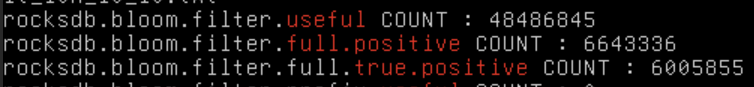 rocksdb.bloom.filter.useful COUNT : 48486845
rocksdb.bloom.filter.full.positive COUNT : 6643336
rocksdb.bloom.filter.full.true.positive COUNT : 6005855